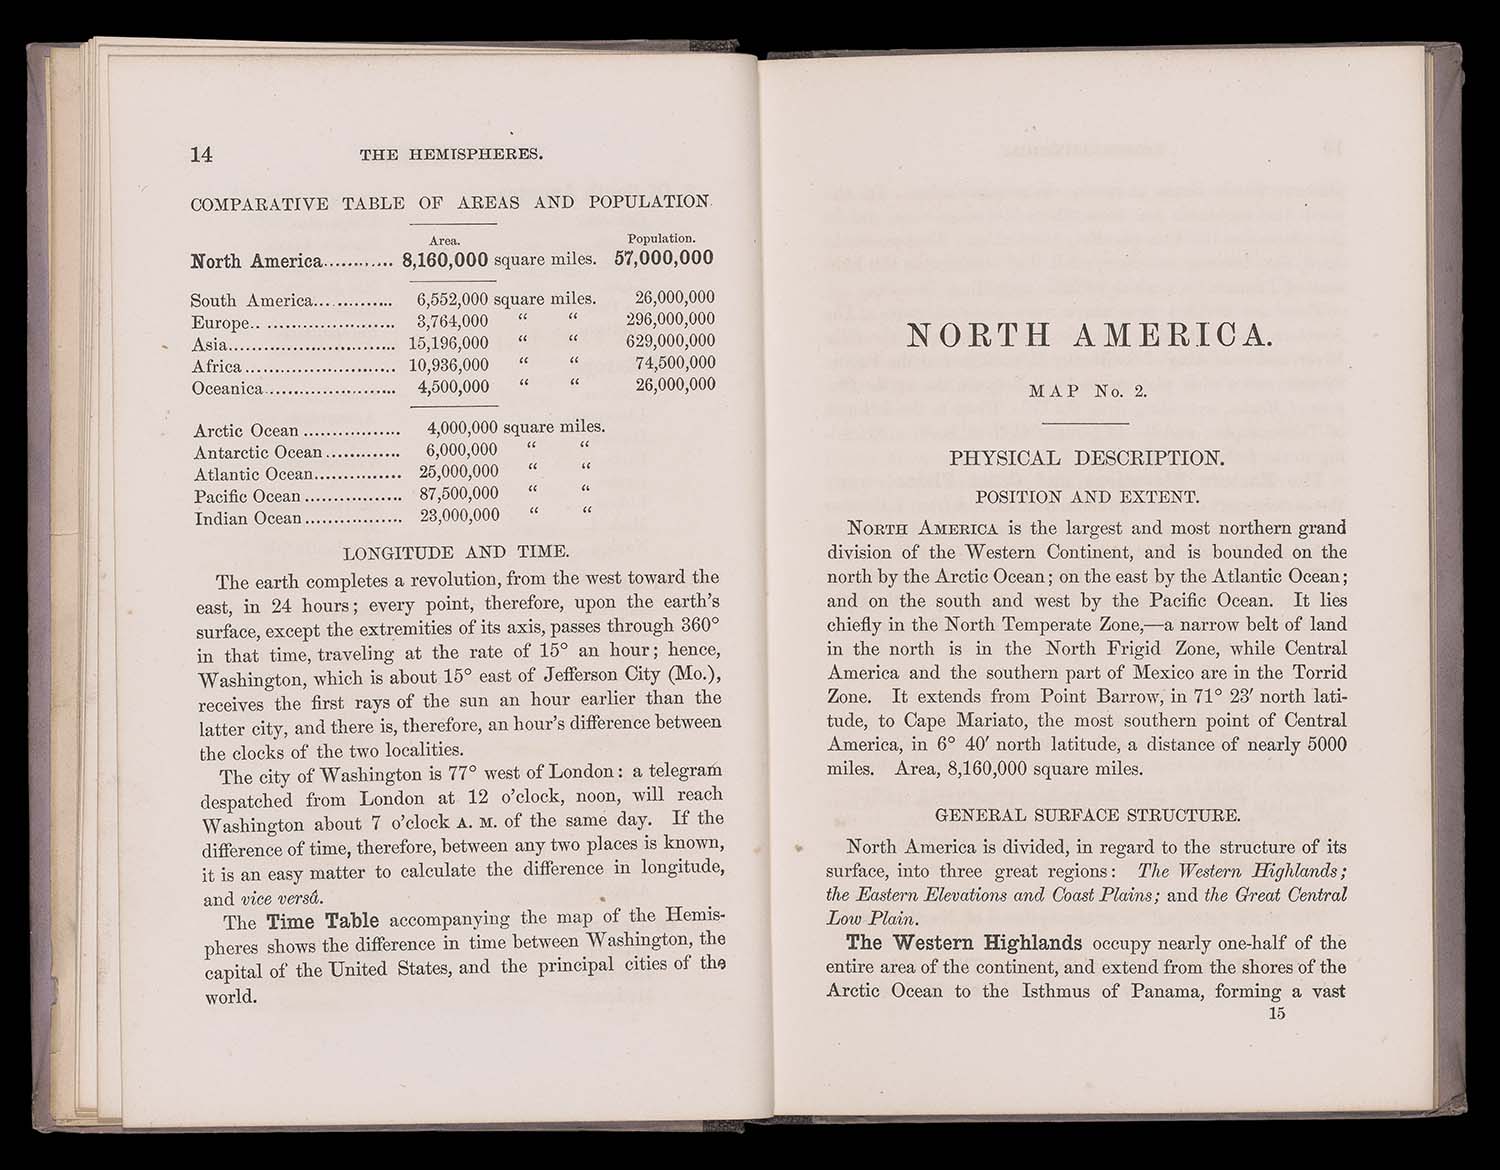 14 THE HEMISPHERES.
COMPARATIVE TABLE OF AREAS AND POPULATION.
Area. Population.
North America............ 8,160,000 square miles. 57,000,000
South America............. 6,552,000 square miles. 26,000,000
Europe........................ 3,764,000 “ “ 296,000,000
Asia............................. 15,196,000 “ “ 629,000,000
Africa.......................... 10,936,000 “ “ 74,500,000
Oceanica....................... 4,500,000 “ “ 26,000,000
Arctic Ocean ................. 4,000,000 square miles.
Antarctic Ocean............. 6,000,000 “ “
Atlantic Ocean............... 25,000,000 “ “
Pacific Ocean ................. 87,500,000 “ “
Indian Ocean................. 23,000,000 “ “
LONGITUDE AND TIME.
The earth completes a revolution, from the west toward the
east, in 24 hours; every point, therefore, upon the earth’s
surface, except the extremities of its axis, passes through 360°
in that time, traveling at the rate of 15° an hour; hence,
Washington, which is about 15° east of Jefferson City (Mo.),
receives the first rays of the sun an hour earlier than the
latter city, and there is, therefore, an hour’s difference between
the clocks of the two localities.
The city of Washington is 77° west of London: a telegram
despatched from London at 12 o’clock, noon, will reach
Washington about 7 o’clock A. M. of the same day. If the
difference of time, therefore, between any two places is known,
it is an easy matter to calculate the difference in longitude,
and vice versâ.
The Time Table accompanying the map of the Hemis-
pheres shows the difference in time between Washington, the
capital of the United States, and the principal cities of the
world.
NORTH AMERICA.
MAP No. 2.
PHYSICAL DESCRIPTION.
POSITION AND EXTENT.
NORTH AMERICA is the largest and most northern grand
division of the Western Continent, and is bounded on the
north by the Arctic Ocean; on the east by the Atlantic Ocean;
and on the south and west by the Pacific Ocean. It lies
chiefly in the North Temperate Zone,—a narrow belt of land
in the north is in the North Frigid Zone, while Central
America and the southern part of Mexico are in the Torrid
Zone. It extends from Point Barrow, in 71° 23′ north lati-
tude, to Cape Mariato, the most southern point of Central
America, in 6° 40′ north latitude, a distance of nearly 5000
miles. Area, 8,160,000 square miles.
GENERAL SURFACE STRUCTURE.
North America is divided, in regard to the structure of its
surface, into three great regions: The Western Highlands;
the Eastern Elevations and Coast Plains; and the Great Central
Low Plain.
The Western Highlands occupy nearly one-half of the
entire area of the continent, and extend from the shores of the
Arctic Ocean to the Isthmus of Panama, forming a vast
15